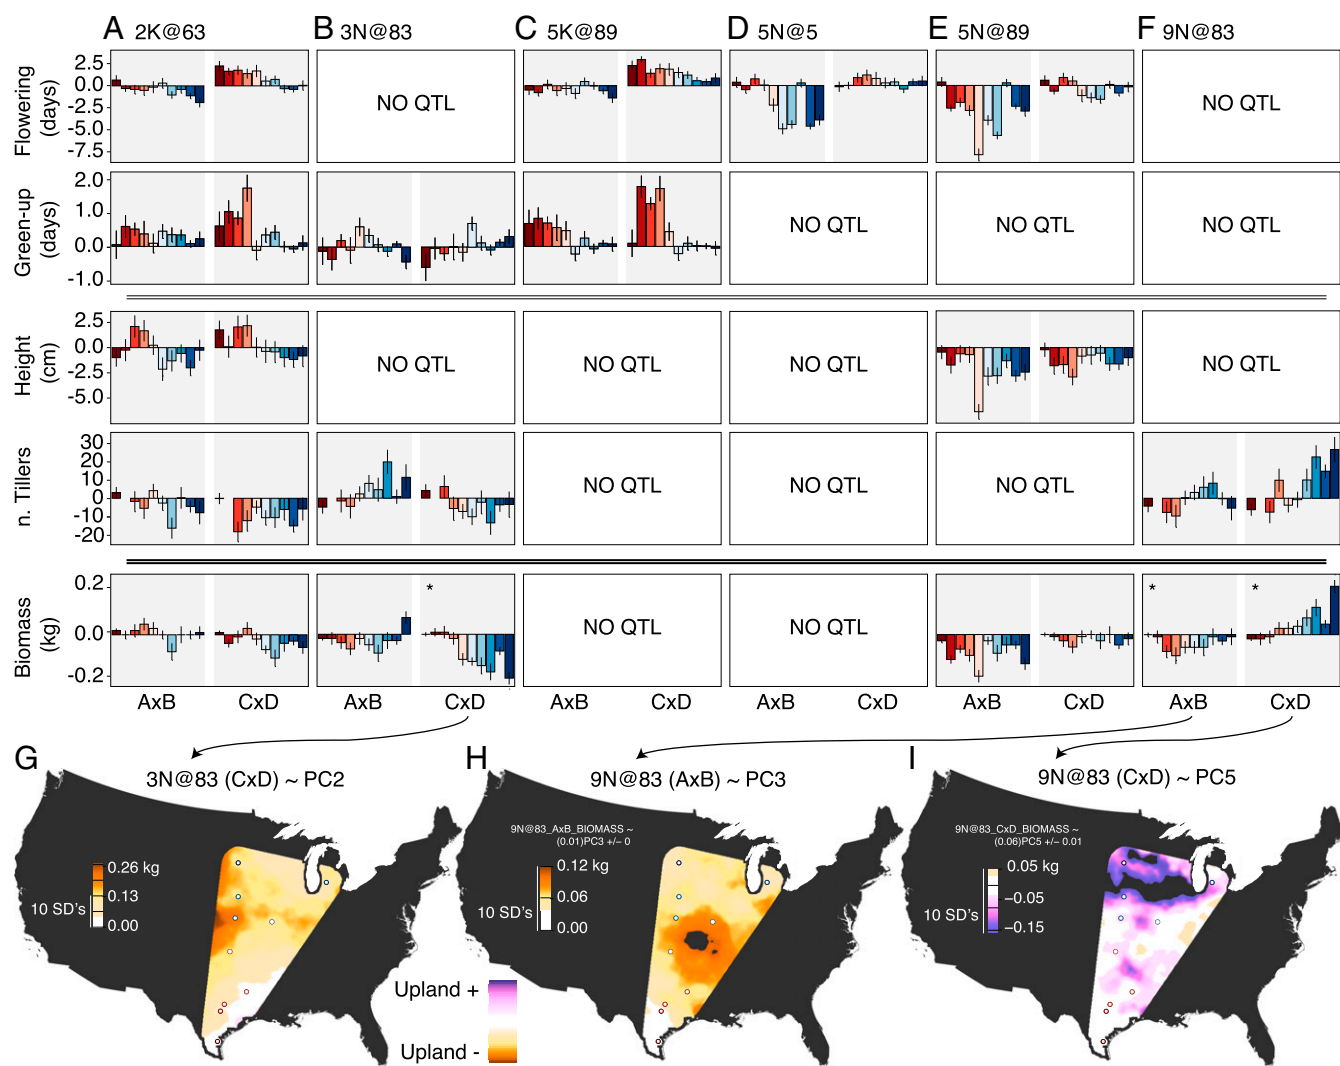 A 2K@63 B 3N@83 C 5K@89 D 5N@5 E 5N@89 F 9N@83
Flowering (days)
2.5
0.0
-2.5
-5.0
-7.5
NO QTL
NO QTL
Green-up (days)
2.0
1.0
0.0
-1.0
NO QTL
NO QTL
NO QTL
Height (cm)
2.5
0.0
-2.5
-5.0
NO QTL
NO QTL
NO QTL
NO QTL
n. Tillers
30
20
10
0
-10
-20
NO QTL
NO QTL
NO QTL
Biomass (kg)
0.2
0.0
-0.2
*
NO QTL
NO QTL
*
*
AxB CxD AxB CxD AxB CxD AxB CxD AxB CxD AxB CxD
G
3N@83 (CxD) ~ PC2
10 SD's
0.26 kg
0.13
0.00
Upland +
Upland -
H
9N@83 (AxB) ~ PC3
9N@83_AxB_BIOMASS ~
(0.01)PC3 +/− 0
10 SD's
0.12 kg
0.06
0.00
I
9N@83 (CxD) ~ PC5
9N@83_CxD_BIOMASS ~
(0.06)PC5 +/− 0.01
10 SD's
0.05 kg
−0.05
−0.15